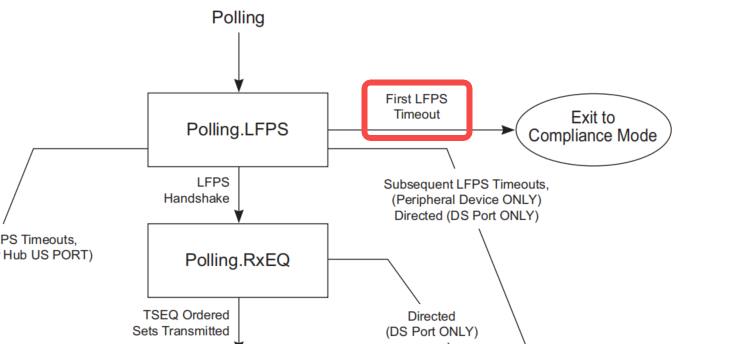 Polling
First LFPS
Timeout
Polling.LFPS
Exit to
Compliance Mode
LFPS
Handshake
Subsequent LFPS Timeouts,
(Peripheral Device ONLY)
Directed (DS Port ONLY)
PS Timeouts,
Hub US PORT)
Polling.RxEQ
TSEQ Ordered
Sets Transmitted
Directed
(DS Port ONLY)